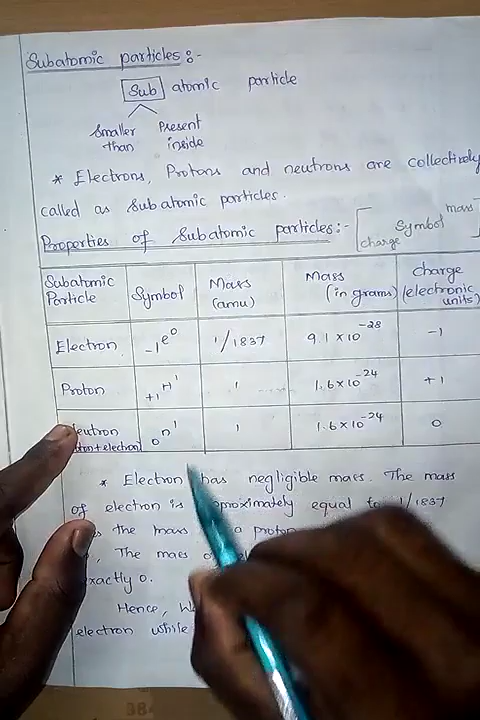 Subatomic particles :-
Sub atomic particle
Smaller than Present inside
* Electrons, Protons and neutrons are collectively
called as Subatomic particles.
Properties of Subatomic particles :- [charge Symbol mass]
Subatomic Particle Symbol Mass (amu) Mass (in grams) charge (electronic units)
Electron -1e0 1/1837 9.1 x 10-28 -1
Proton +1H1 1 1.6 x 10-24 +1
neutron 0n1 1 1.6 x 10-24 0
* Electron has negligible mass. The mass
of electron is approximately equal to 1/1837
the mass a proton
The mass
exactly 0.
Hence,
electron while
38